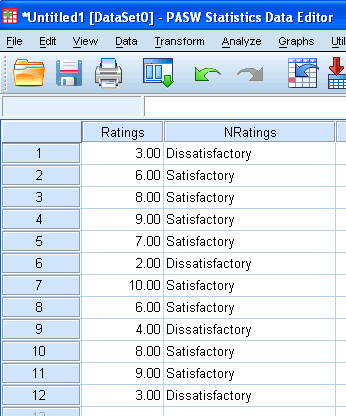 *Untitled1 [DataSet0] - PASW Statistics Data Editor
File Edit View Data Transform Analyze Graphs Util
Ratings NRatings
1 3.00 Dissatisfactory
2 6.00 Satisfactory
3 8.00 Satisfactory
4 9.00 Satisfactory
5 7.00 Satisfactory
6 2.00 Dissatisfactory
7 10.00 Satisfactory
8 6.00 Satisfactory
9 4.00 Dissatisfactory
10 8.00 Satisfactory
11 9.00 Satisfactory
12 3.00 Dissatisfactory